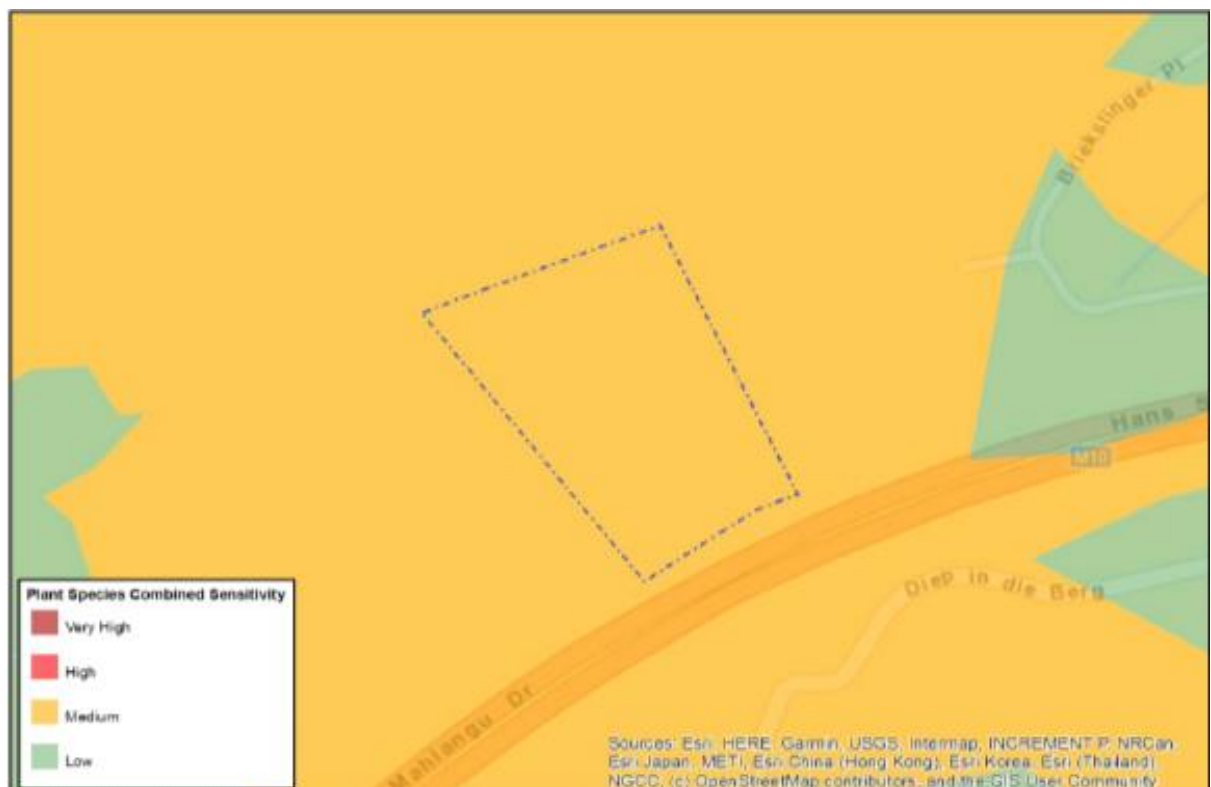 Briekslinger Pl
Hans S
M10
Diep in die Berg
Mahlangu Dr
Plant Species Combined Sensitivity
Very High
High
Medium
Low
Sources: Esri, HERE, Garmin, USGS, Intermap, INCREMENT P, NRCan,
Esri Japan, METI, Esri China (Hong Kong), Esri Korea, Esri (Thailand),
NGCC, (c) OpenStreetMap contributors, and the GIS User Community